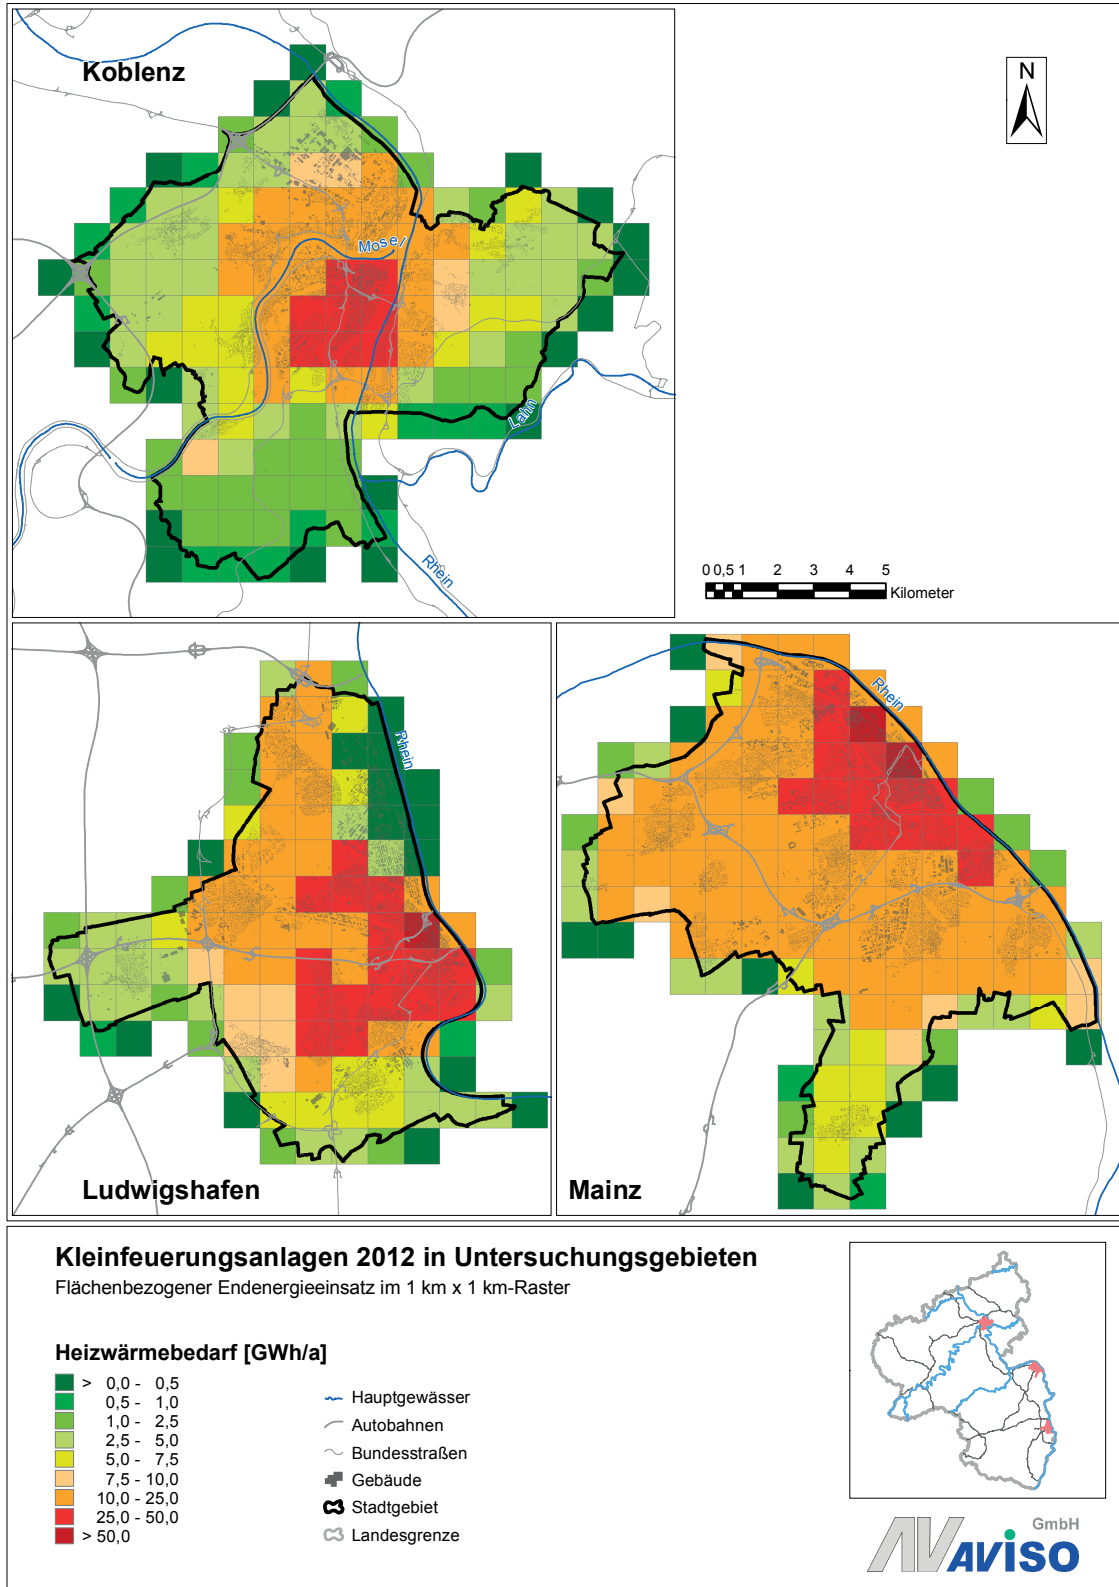 Koblenz
N
Mosel
Lahn
Rhein
0 0,5 1 2 3 4 5
Kilometer
Rhein
Ludwigshafen
Rhein
Mainz
Kleinfeuerungsanlagen 2012 in Untersuchungsgebieten
Flächenbezogener Endenergieeinsatz im 1 km x 1 km-Raster
Heizwärmebedarf [GWh/a]
> 0,0 - 0,5
0,5 - 1,0
1,0 - 2,5
2,5 - 5,0
5,0 - 7,5
7,5 - 10,0
10,0 - 25,0
25,0 - 50,0
> 50,0
Hauptgewässer
Autobahnen
Bundesstraßen
Gebäude
Stadtgebiet
Landesgrenze
GmbH
AVISO